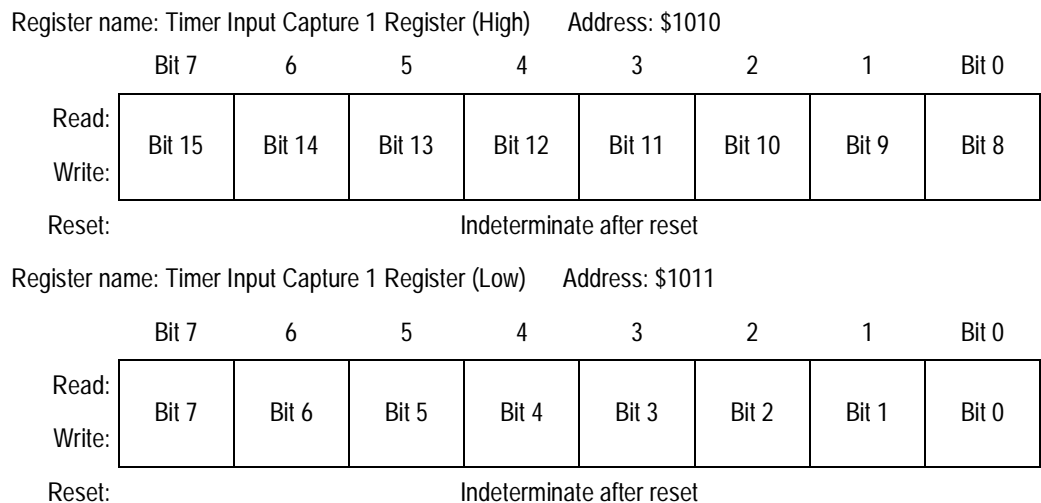 Register name: Timer Input Capture 1 Register (High) Address: $1010
Bit 7 6 5 4 3 2 1 Bit 0
Read:
Bit 15 Bit 14 Bit 13 Bit 12 Bit 11 Bit 10 Bit 9 Bit 8
Write:
Reset: Indeterminate after reset
Register name: Timer Input Capture 1 Register (Low) Address: $1011
Bit 7 6 5 4 3 2 1 Bit 0
Read:
Bit 7 Bit 6 Bit 5 Bit 4 Bit 3 Bit 2 Bit 1 Bit 0
Write:
Reset: Indeterminate after reset